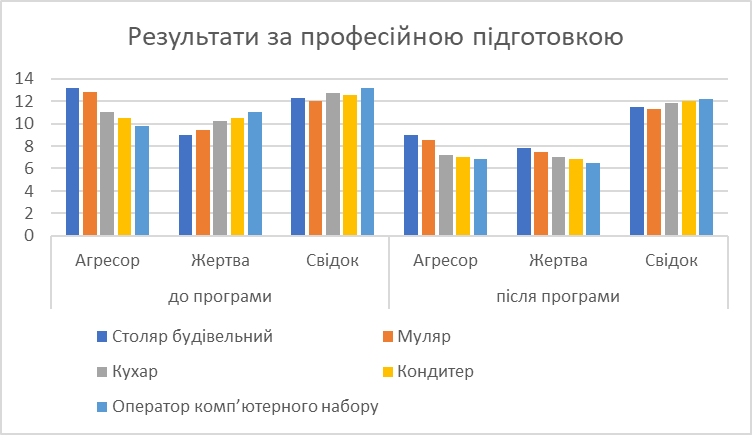 Результати за професійною підготовкою
14
12
10
8
6
4
2
0
Агресор Жертва Свідок Агресор Жертва Свідок
до програми після програми
Столяр будівельний Муляр
Кухар Кондитер
Оператор комп’ютерного набору